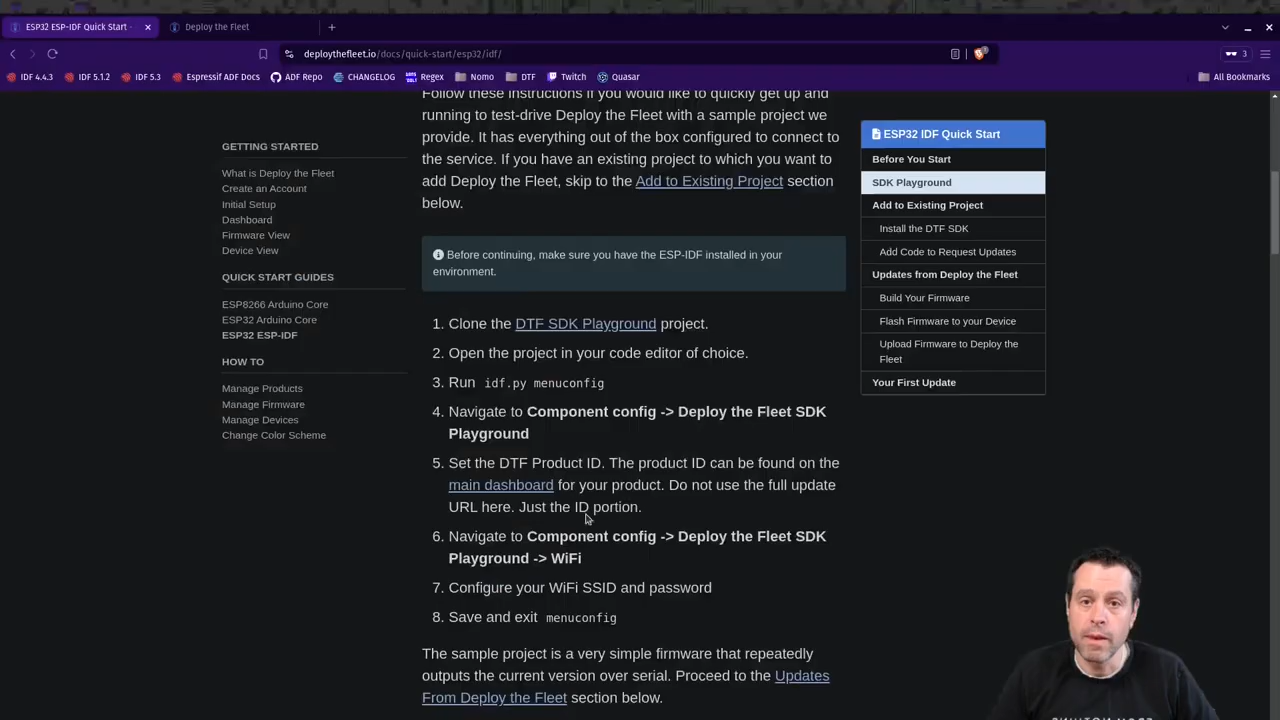 ESP32 ESP-IDF Quick Start -
Deploy the Fleet
deploythefleet.io/docs/quick-start/esp32/idf/
3
IDF 4.4.3
IDF 5.1.2
IDF 5.3
Espressif ADF Docs
ADF Repo
CHANGELOG
Regex
Nomo
DTF
Twitch
Quasar
All Bookmarks
GETTING STARTED
What is Deploy the Fleet
Create an Account
Initial Setup
Dashboard
Firmware View
Device View
QUICK START GUIDES
ESP8266 Arduino Core
ESP32 Arduino Core
ESP32 ESP-IDF
HOW TO
Manage Products
Manage Firmware
Manage Devices
Change Color Scheme
Follow these instructions if you would like to quickly get up and
running to test-drive Deploy the Fleet with a sample project we
provide. It has everything out of the box configured to connect to
the service. If you have an existing project to which you want to
add Deploy the Fleet, skip to the Add to Existing Project section
below.
Before continuing, make sure you have the ESP-IDF installed in your
environment.
1. Clone the DTF SDK Playground project.
2. Open the project in your code editor of choice.
3. Run idf.py menuconfig
4. Navigate to Component config -> Deploy the Fleet SDK
Playground
5. Set the DTF Product ID. The product ID can be found on the
main dashboard for your product. Do not use the full update
URL here. Just the ID portion.
6. Navigate to Component config -> Deploy the Fleet SDK
Playground -> WiFi
7. Configure your WiFi SSID and password
8. Save and exit menuconfig
The sample project is a very simple firmware that repeatedly
outputs the current version over serial. Proceed to the Updates
From Deploy the Fleet section below.
ESP32 IDF Quick Start
Before You Start
SDK Playground
Add to Existing Project
Install the DTF SDK
Add Code to Request Updates
Updates from Deploy the Fleet
Build Your Firmware
Flash Firmware to your Device
Upload Firmware to Deploy the
Fleet
Your First Update